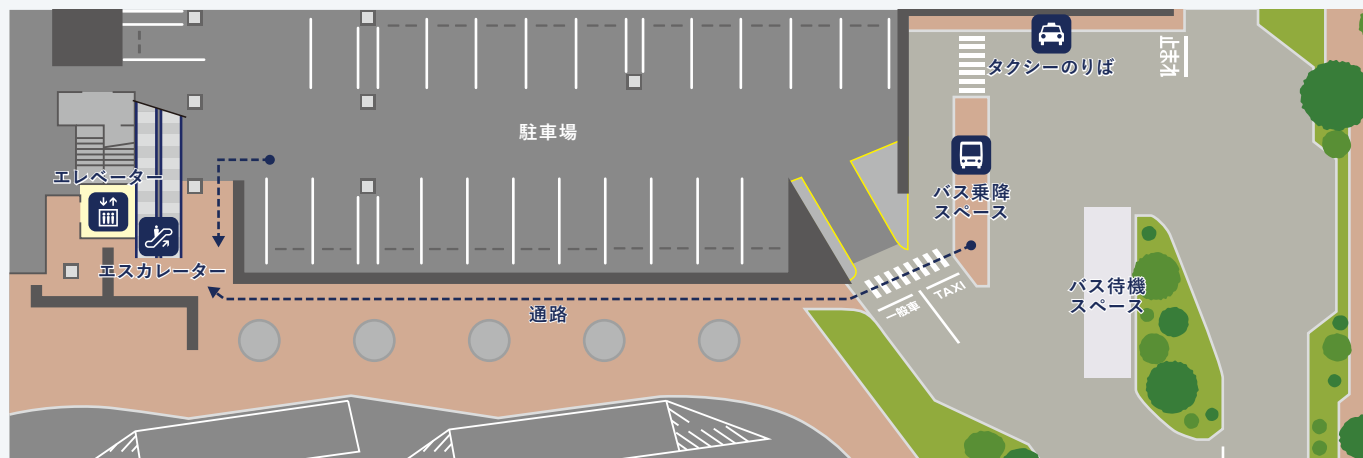 タクシーのりば
止まれ
駐車場
エレベーター
バス乗降
スペース
エスカレーター
バス待機
スペース
通路
一般車
TAXI